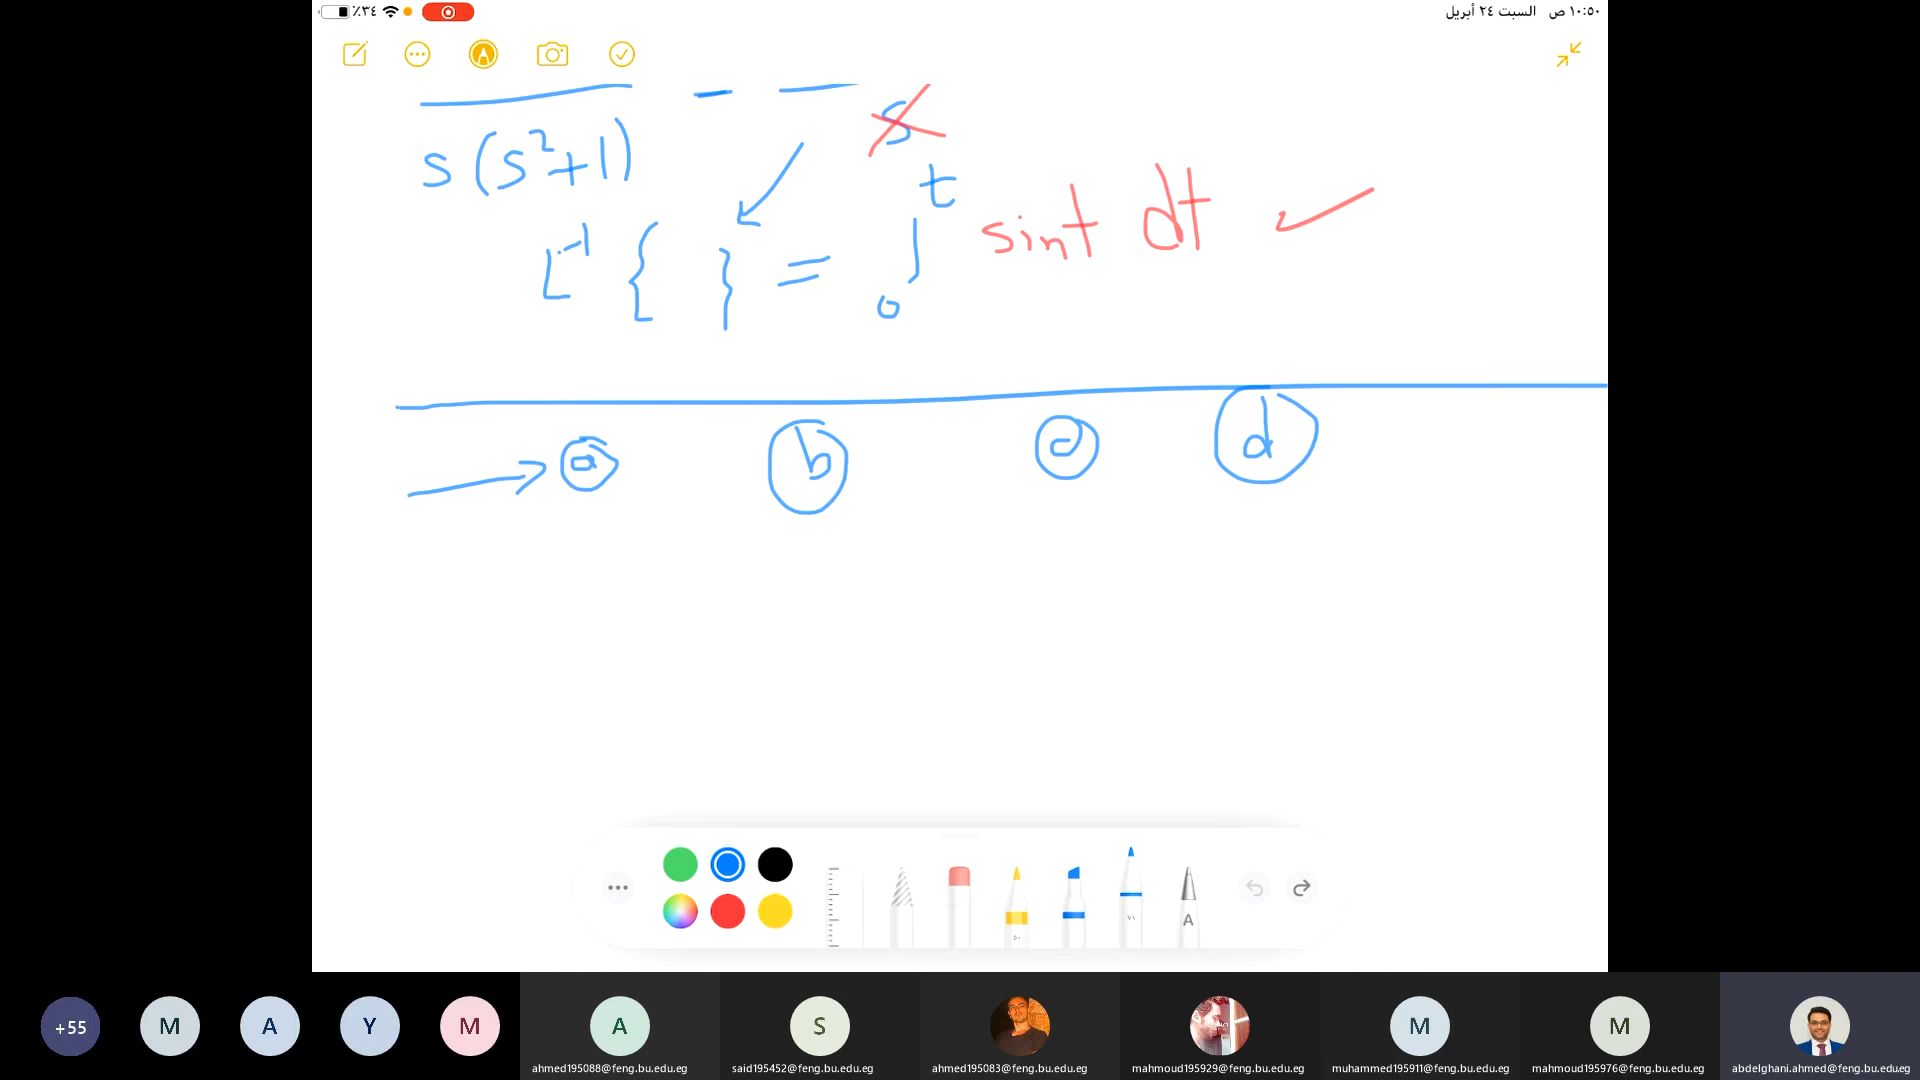 ٪٣٤
١٠:٥٠ ص السبت ٢٤ أبريل
s
s(s²+1)
L⁻¹{ } = ₀∫ᵗ sint dt ✓
→ a b c d
A
+55 M A Y M A S M M
ahmed195088@feng.bu.edu.eg said195452@feng.bu.edu.eg ahmed195083@feng.bu.edu.eg mahmoud195929@feng.bu.edu.eg muhammed195911@feng.bu.edu.eg mahmoud195976@feng.bu.edu.eg abdelghani.ahmed@feng.bu.edu.eg